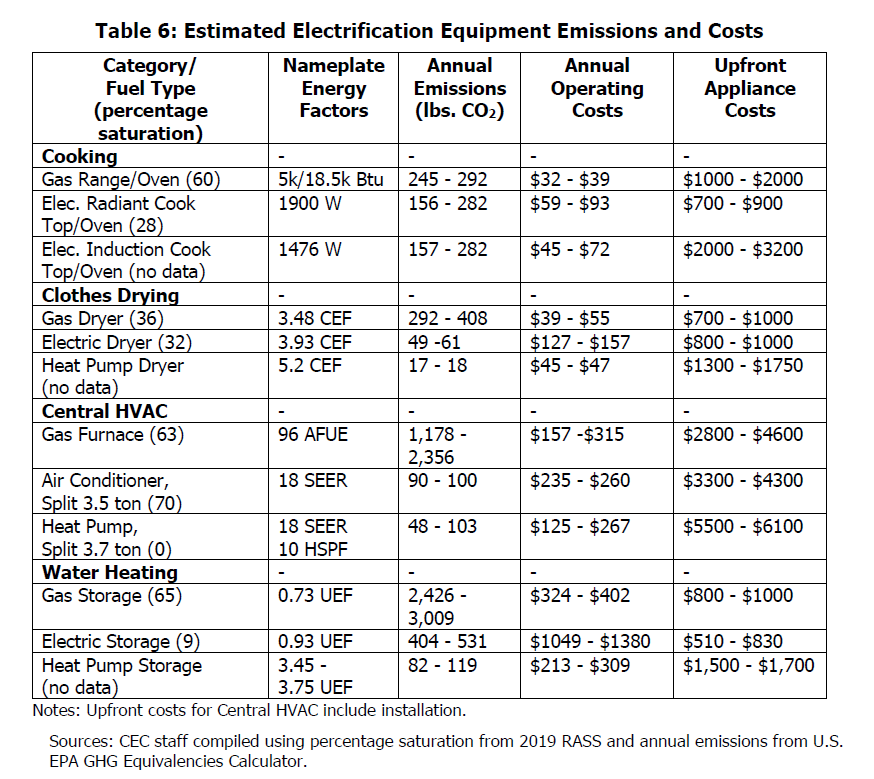 Table 6: Estimated Electrification Equipment Emissions and Costs
Category/ Fuel Type (percentage saturation) Nameplate Energy Factors Annual Emissions (lbs. CO₂) Annual Operating Costs Upfront Appliance Costs
Cooking - - - -
Gas Range/Oven (60) 5k/18.5k Btu 245 - 292 $32 - $39 $1000 - $2000
Elec. Radiant Cook 1900 W 156 - 282 $59 - $93 $700 - $900
Top/Oven (28)
Elec. Induction Cook 1476 W 157 - 282 $45 - $72 $2000 - $3200
Top/Oven (no data)
Clothes Drying - - - -
Gas Dryer (36) 3.48 CEF 292 - 408 $39 - $55 $700 - $1000
Electric Dryer (32) 3.93 CEF 49 -61 $127 - $157 $800 - $1000
Heat Pump Dryer 5.2 CEF 17 - 18 $45 - $47 $1300 - $1750
(no data)
Central HVAC - - - -
Gas Furnace (63) 96 AFUE 1,178 - $157 -$315 $2800 - $4600
2,356
Air Conditioner, 18 SEER 90 - 100 $235 - $260 $3300 - $4300
Split 3.5 ton (70)
Heat Pump, 18 SEER 48 - 103 $125 - $267 $5500 - $6100
Split 3.7 ton (0) 10 HSPF
Water Heating - - - -
Gas Storage (65) 0.73 UEF 2,426 - $324 - $402 $800 - $1000
3,009
Electric Storage (9) 0.93 UEF 404 - 531 $1049 - $1380 $510 - $830
Heat Pump Storage 3.45 - 82 - 119 $213 - $309 $1,500 - $1,700
(no data) 3.75 UEF
Notes: Upfront costs for Central HVAC include installation.
Sources: CEC staff compiled using percentage saturation from 2019 RASS and annual emissions from U.S.
EPA GHG Equivalencies Calculator.